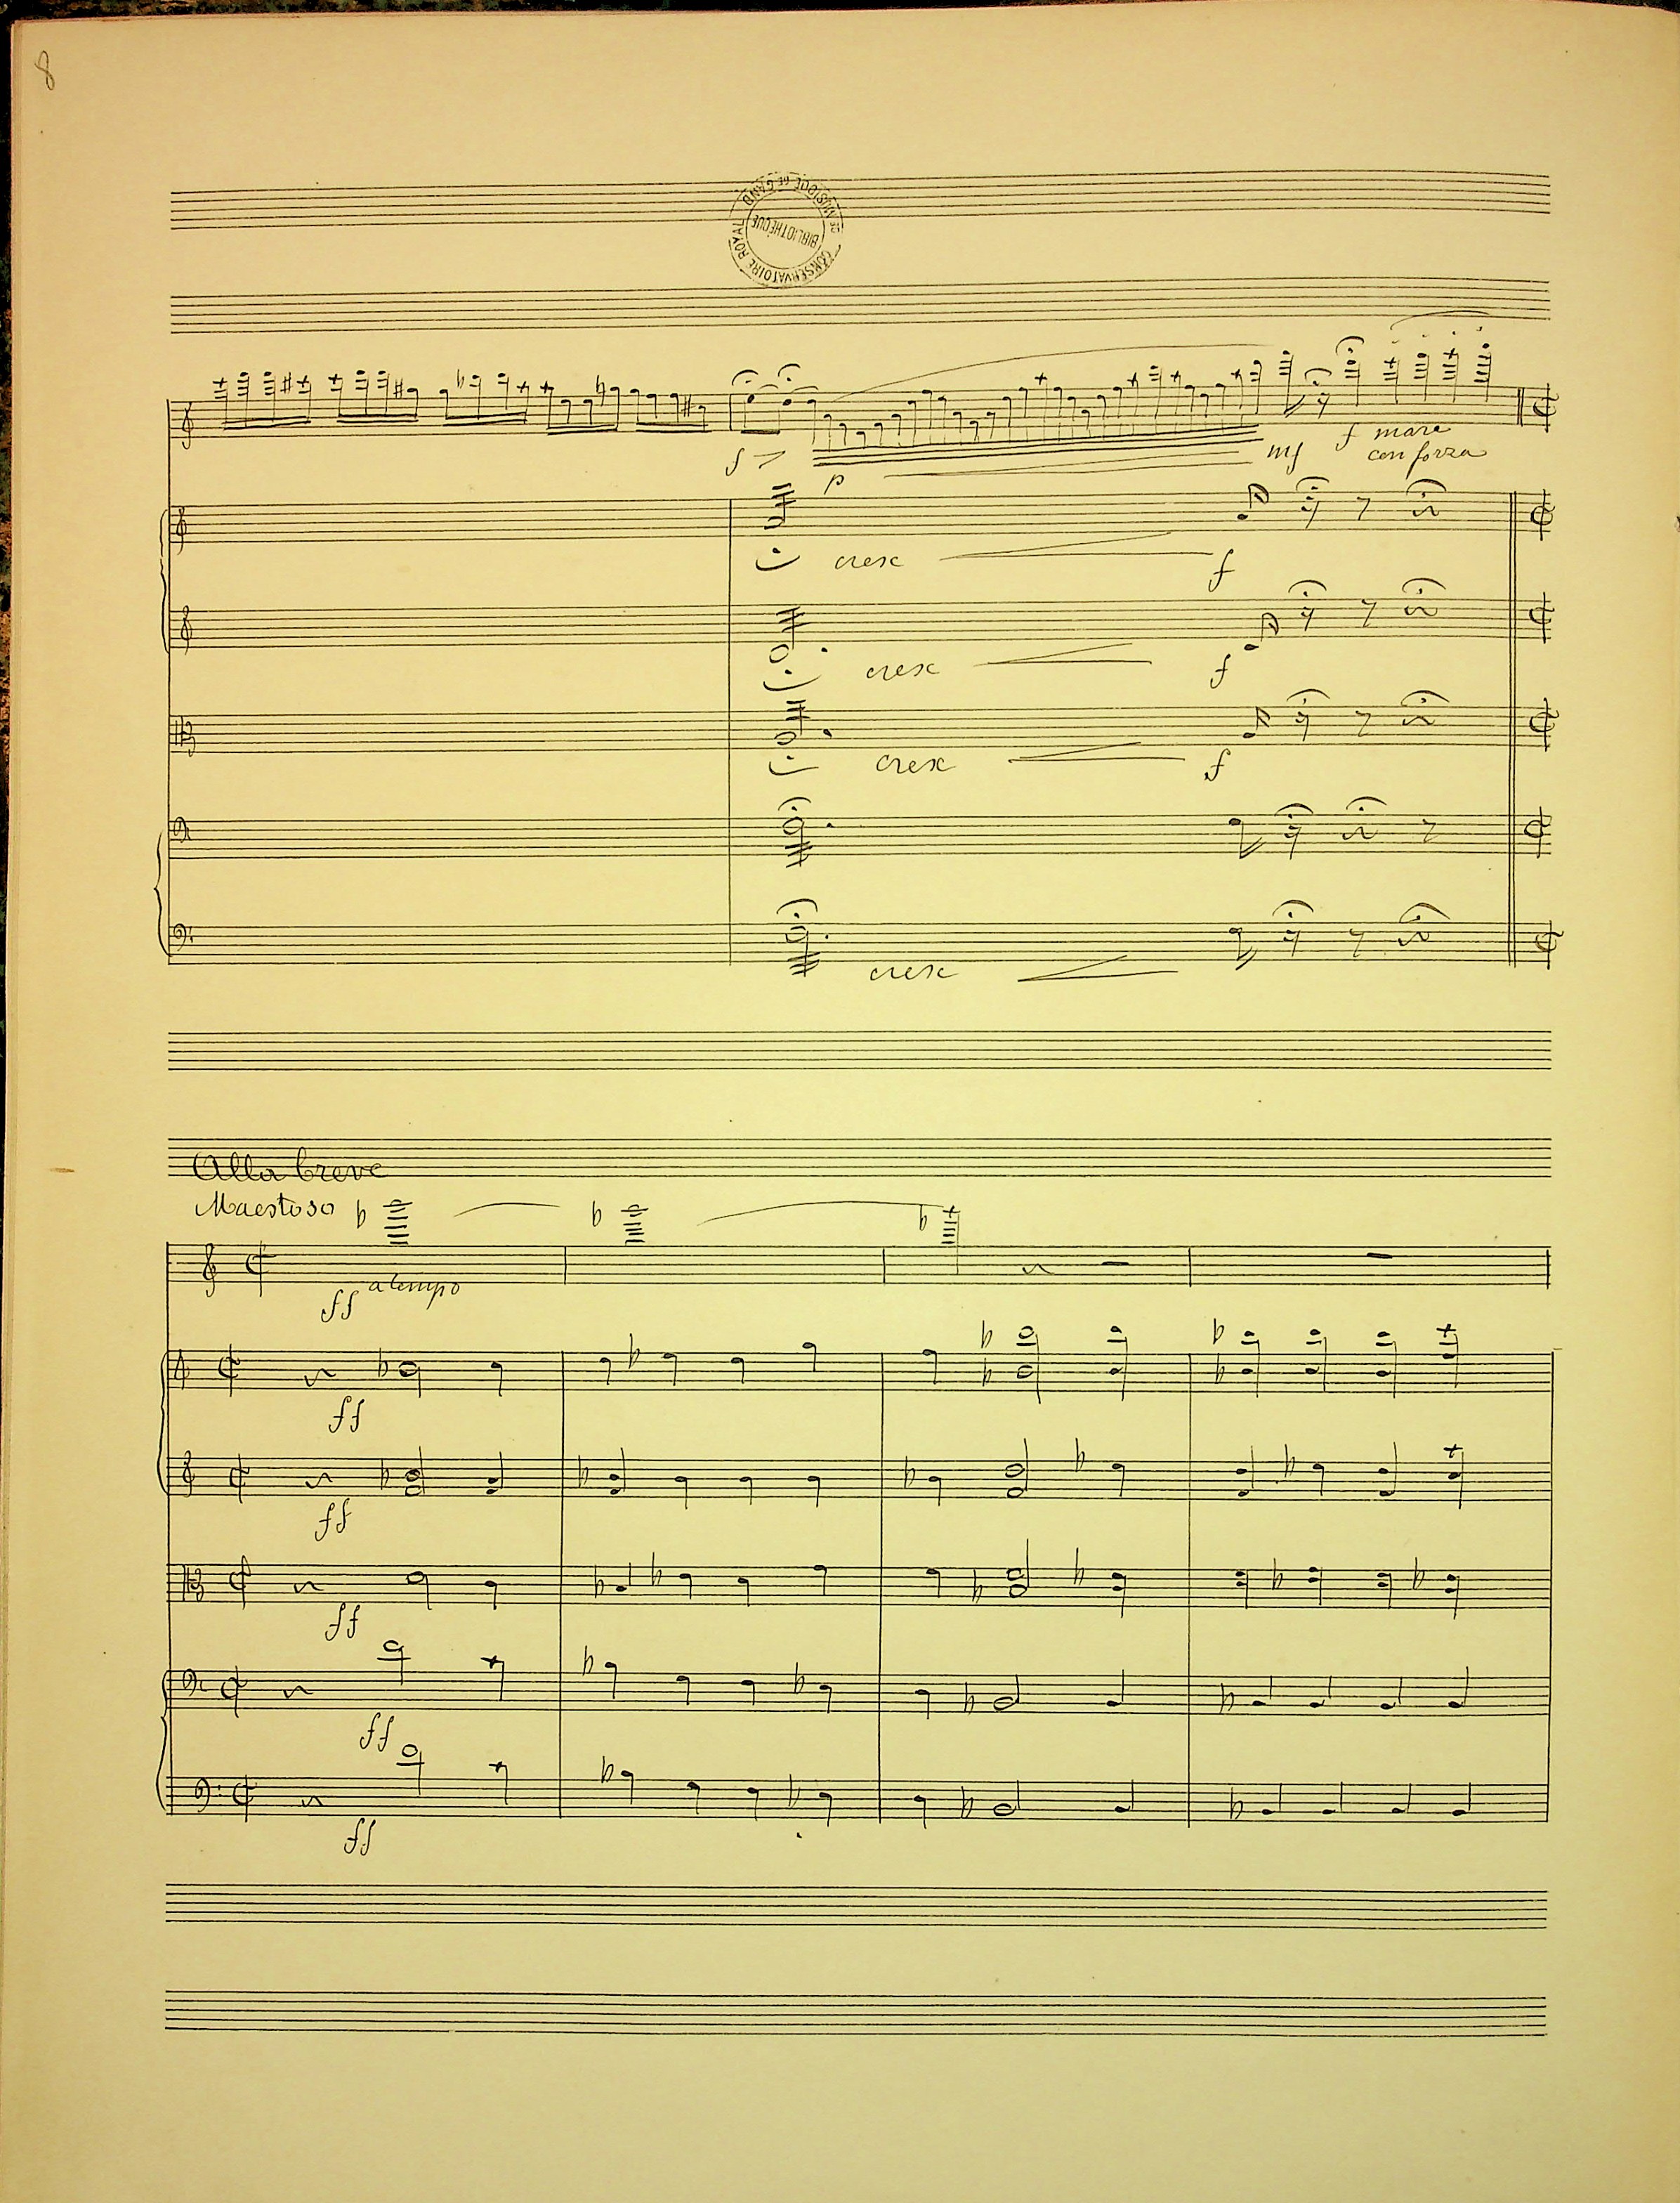 8
CONSERVATOIRE ROYAL DE MUSIQUE DE GAND
BIBLIOTHÈQUE
f p mf f marc
con forza
cresc f
cresc f
cresc f
cresc
Alla breve
Maestoso
ff a tempo
ff
ff
ff
ff
ff